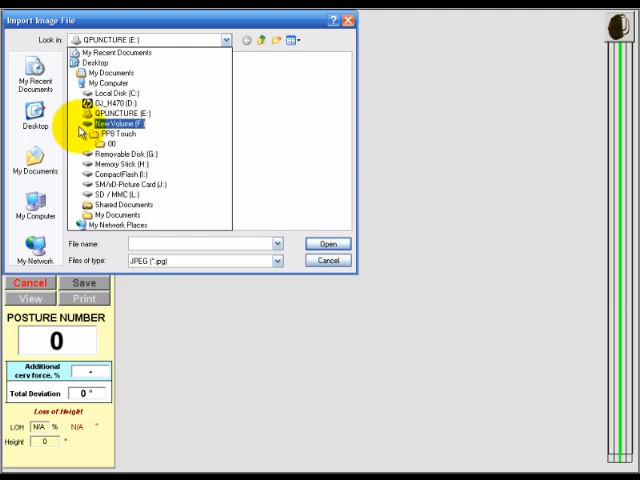 Import Image File
Look in: QPUNCTURE (E:)
My Recent Documents
Desktop
My Documents
My Computer
My Network
My Recent Documents
Desktop
My Documents
My Computer
Local Disk (C:)
OJ_H470 (D:)
QPUNCTURE (E:)
New Volume (F:)
PP8 Touch
00
Removable Disk (G:)
Memory Stick (H:)
CompactFlash (I:)
SM/xD-Picture Card (J:)
SD / MMC (L:)
Shared Documents
My Documents
My Network Places
File name:
Open
Files of type: JPEG (*.jpg)
Cancel
Cancel Save
View Print
POSTURE NUMBER
0
Additional cerv force. % -
Total Deviation 0 °
Loss of Height
LOH N/A % N/A "
Height 0 "